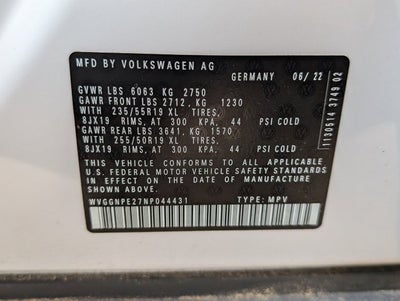 MFD BY VOLKSWAGEN AG
GERMANY 06/22
GVWR LBS 6063 KG 2750
GAWR FRONT LBS 2712, KG 1230
235/55R19 XL TIRES,
8JX19 RIMS, AT 300 KPA. 44 PSI COLD
GAWR REAR LBS 3641, KG 1570
255/50R19 XL TIRES,
8JX19 RIMS, AT 300 KPA. 44 PSI COLD
THIS VEHICLE CONFORMS TO ALL APPLICABLE
U.S. FEDERAL MOTOR VEHICLE SAFETY STANDARDS
IN EFFECT ON THE DATE OF MANUFACTURE
SHOWN ABOVE.
WVGGNPE27NP044431 TYPE: MPV
1130514 3749 02